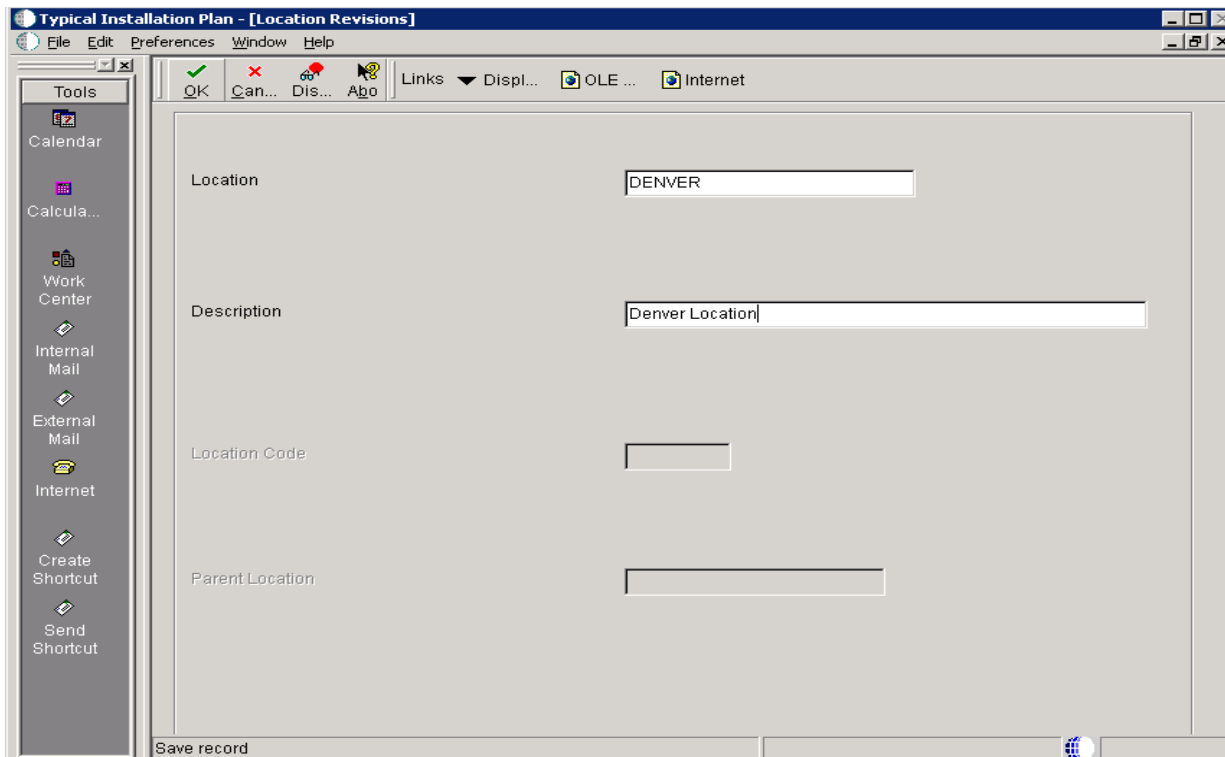 Typical Installation Plan - [Location Revisions]
File Edit Preferences Window Help
Tools
OK Can... Dis... Abo Links Displ... OLE ... Internet
Calendar
Calcula...
Work
Center
Internal
Mail
External
Mail
Internet
Create
Shortcut
Send
Shortcut
Location DENVER
Description Denver Location
Location Code
Parent Location
Save record